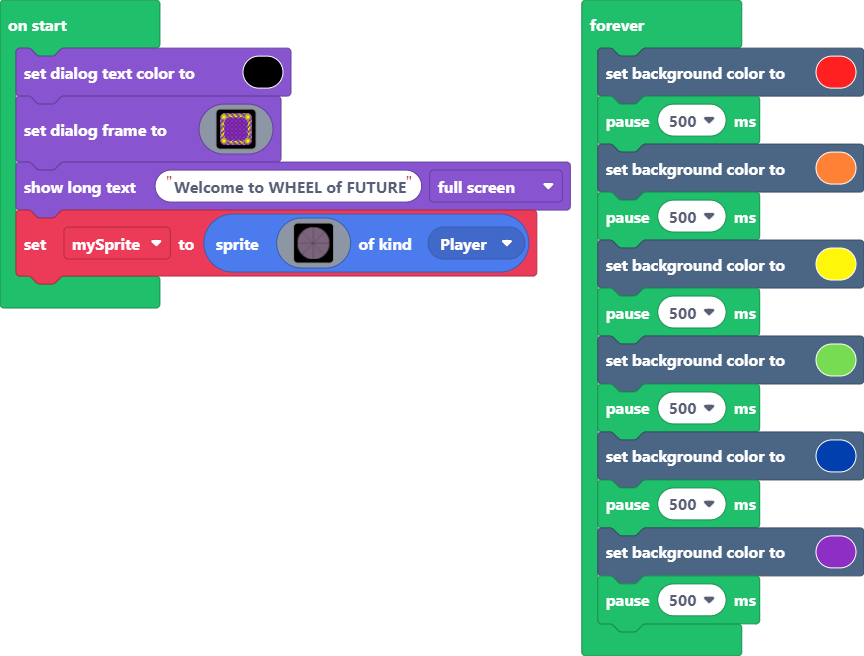 on start
set dialog text color to
set dialog frame to
show long text "Welcome to WHEEL of FUTURE" full screen
set mySprite to sprite of kind Player
forever
set background color to
pause 500 ms
set background color to
pause 500 ms
set background color to
pause 500 ms
set background color to
pause 500 ms
set background color to
pause 500 ms
set background color to
pause 500 ms